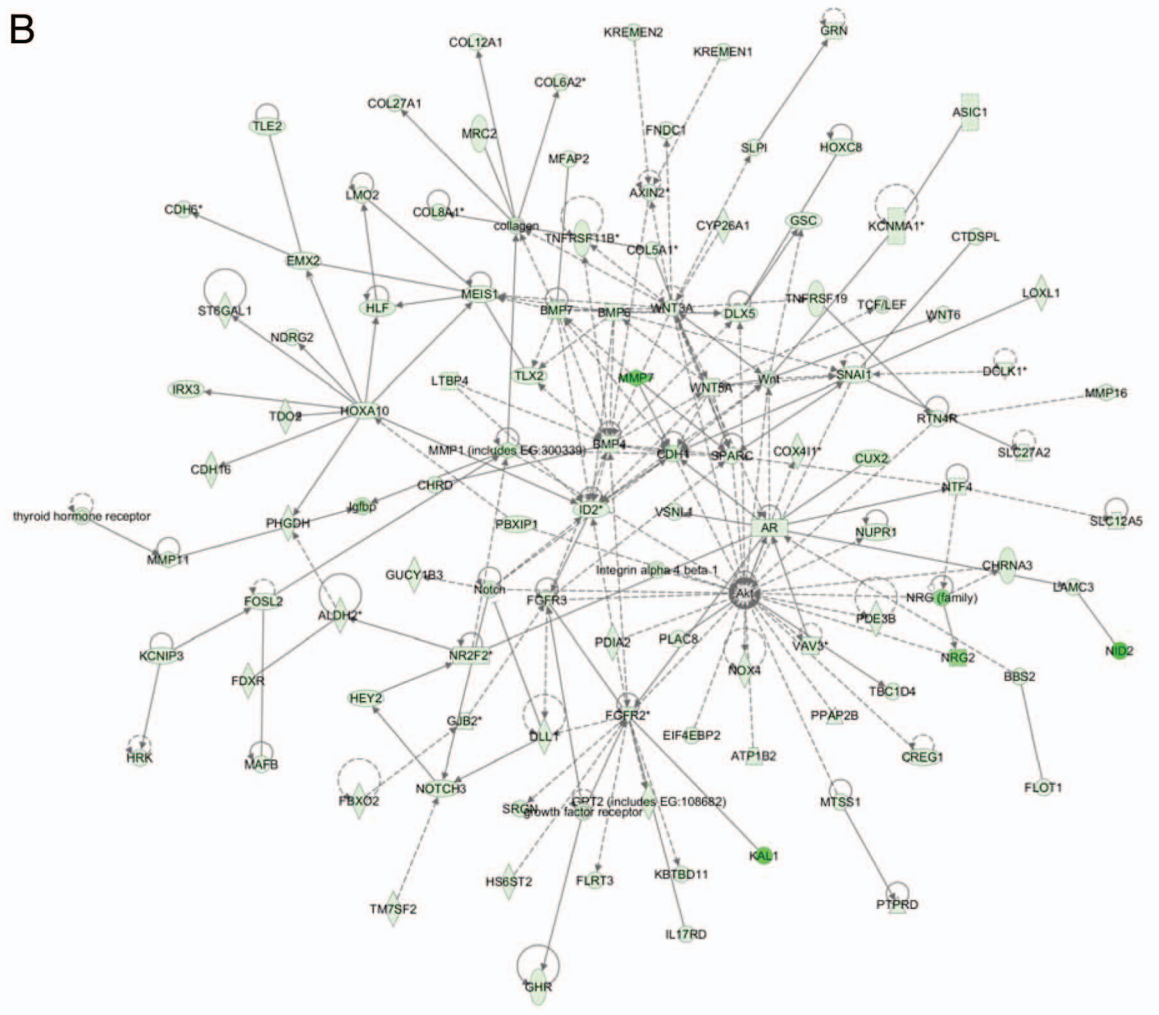 B
KREMEN2
GRN
COL12A1
KREMEN1
COL6A2*
COL27A1
ASIC1
TLE2
MRC2
FNDC1
SLPI
HOXC8
MFAP2
LMO2
AXIN2*
CDH6*
COL8A1*
collagen
TNFRSF11B*
CYP26A1
GSC
KCNMA1*
CTDSPL
COL5A1*
EMX2
MEIS1
TNFRSF19
TCF/LEF
LOXL1
ST6GAL1
HLF
BMP7
BMP6
WNT3A
DLX5
WNT6
NDRG2
IRX3
LTBP4
TLX2
MMP7
WNT5A
Wnt
SNAI1
DCLK1*
MMP16
TDO2
HOXA10
RTN4R
BMP4
MMP1 (includes EG:300339)
CDH1
SPARC
COX4I1*
CUX2
SLC27A2
CDH16
CHRD
NTF4
thyroid hormone receptor
PHGDH
Igfbp
PBXIP1
ID2*
VSNL1
AR
NUPR1
SLC12A5
MMP11
GUCY1B3
Integrin alpha 4 beta 1
CHRNA3
FOSL2
ALDH2*
Notch
FGFR3
Akt
PDE3B
NRG (family)
LAMC3
KCNIP3
NR2F2*
PDIA2
PLAC8
VAV3*
NRG2
NID2
FDXR
NOX4
TBC1D4
BBS2
HEY2
GJB2*
DLL1
FGFR2*
EIF4EBP2
PPAP2B
HRK
MAFB
ATP1B2
CREG1
FBXO2
NOTCH3
SRGN
GPT2 (includes EG:108682)
growth factor receptor
MTSS1
FLOT1
KAL1
HS6ST2
FLRT3
KBTBD11
TM7SF2
PTPRD
IL17RD
GHR